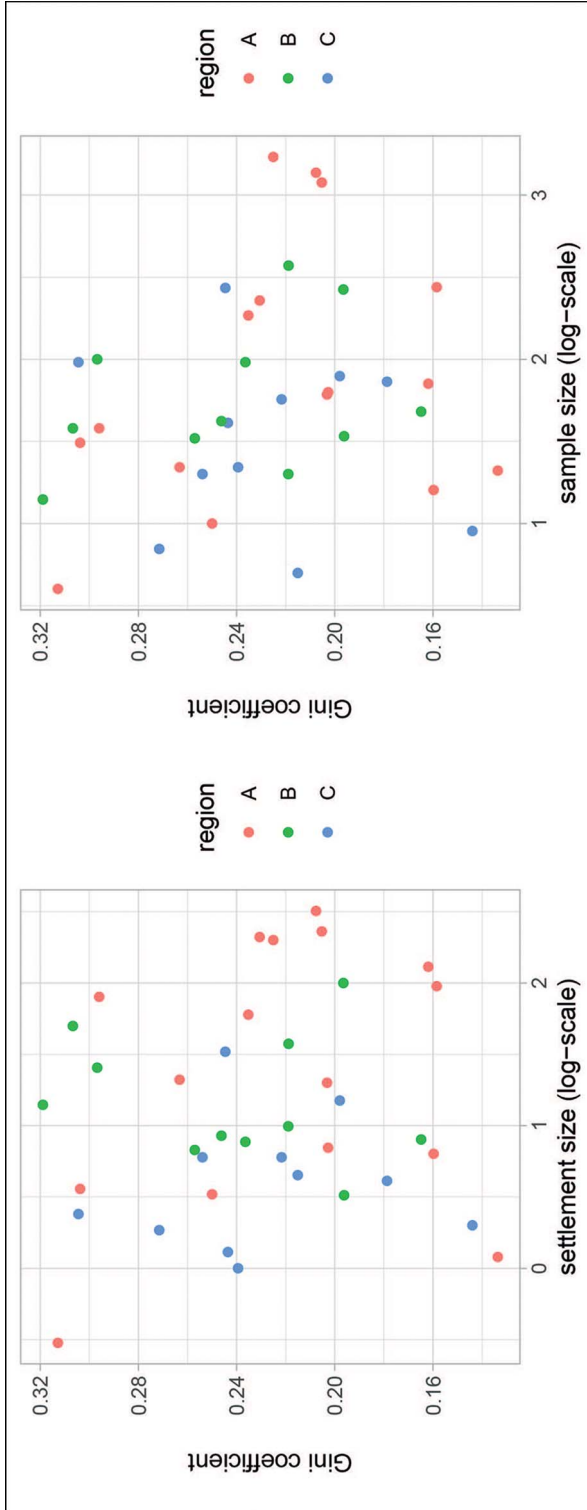 Gini coefficient
0.32
0.28
0.24
0.20
0.16
0
1
2
settlement size (log−scale)
region
A
B
C
Gini coefficient
0.32
0.28
0.24
0.20
0.16
1
2
3
sample size (log−scale)
region
A
B
C